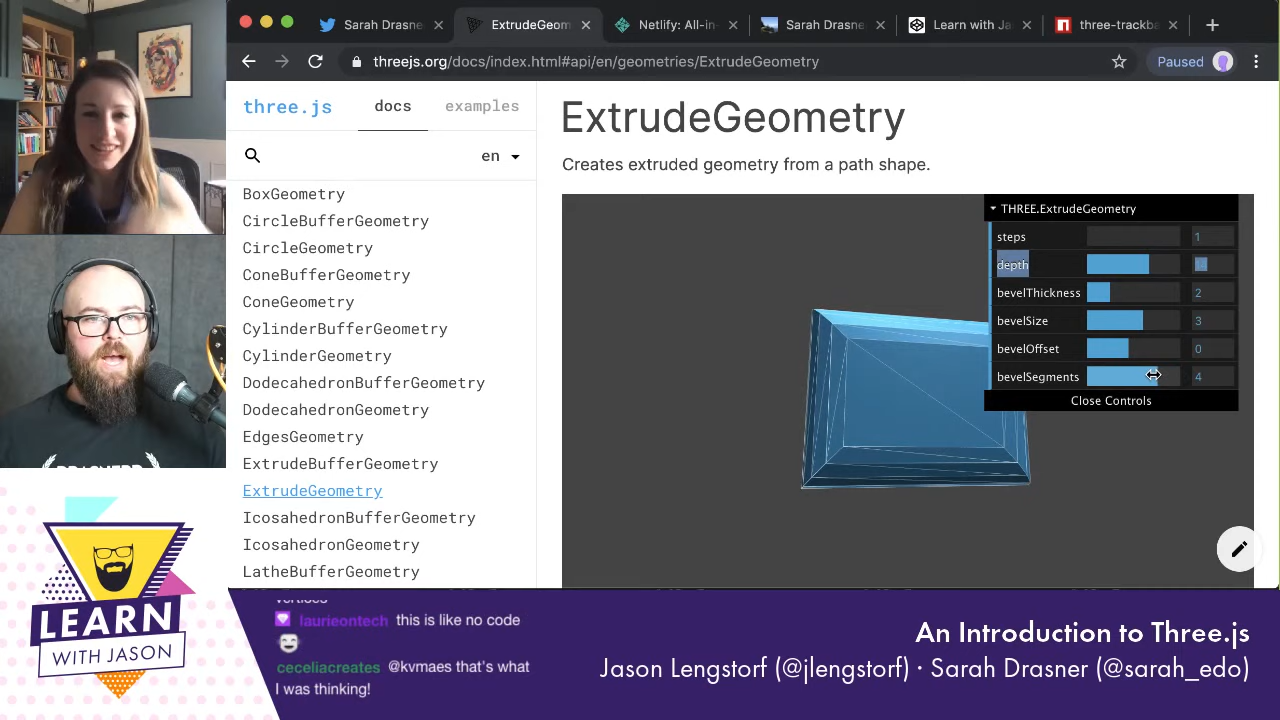 Sarah Drasne
ExtrudeGeom
Netlify: All-in-
Sarah Drasne
Learn with Ja
three-trackba
threejs.org/docs/index.html#api/en/geometries/ExtrudeGeometry
Paused
three.js
docs
examples
en
BoxGeometry
CircleBufferGeometry
CircleGeometry
ConeBufferGeometry
ConeGeometry
CylinderBufferGeometry
CylinderGeometry
DodecahedronBufferGeometry
DodecahedronGeometry
EdgesGeometry
ExtrudeBufferGeometry
ExtrudeGeometry
IcosahedronBufferGeometry
IcosahedronGeometry
LatheBufferGeometry
ExtrudeGeometry
Creates extruded geometry from a path shape.
THREE.ExtrudeGeometry
steps 1
depth
bevelThickness 2
bevelSize 3
bevelOffset 0
bevelSegments 4
Close Controls
LEARN
WITH JASON
vertices
laurieontech this is like no code
ceceliacreates @kvmaes that's what
I was thinking!
An Introduction to Three.js
Jason Lengstorf (@jlengstorf) · Sarah Drasner (@sarah_edo)